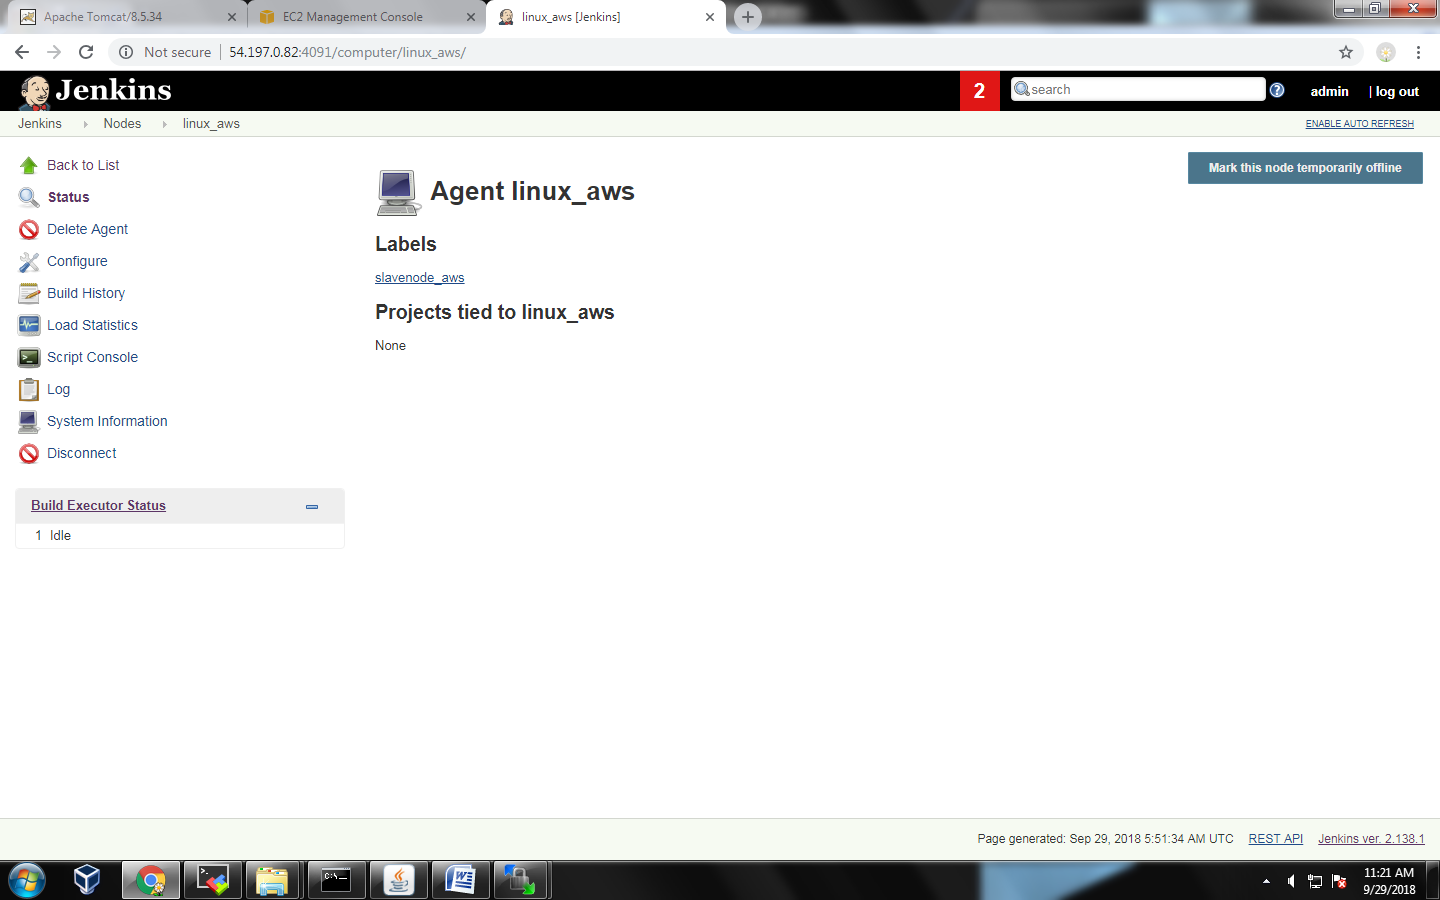 Apache Tomcat/8.5.34
EC2 Management Console
linux_aws [Jenkins]
Not secure
54.197.0.82:4091/computer/linux_aws/
Jenkins
2
search
admin
| log out
Jenkins
Nodes
linux_aws
ENABLE AUTO REFRESH
Back to List
Status
Delete Agent
Configure
Build History
Load Statistics
Script Console
Log
System Information
Disconnect
Build Executor Status
1 Idle
Mark this node temporarily offline
Agent linux_aws
Labels
slavenode_aws
Projects tied to linux_aws
None
Page generated: Sep 29, 2018 5:51:34 AM UTC
REST API
Jenkins ver. 2.138.1
C:\_
11:21 AM
9/29/2018